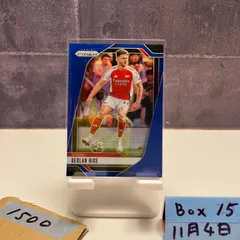 PRIZM
DECLAN RICE
1500
Box 15
11月4日